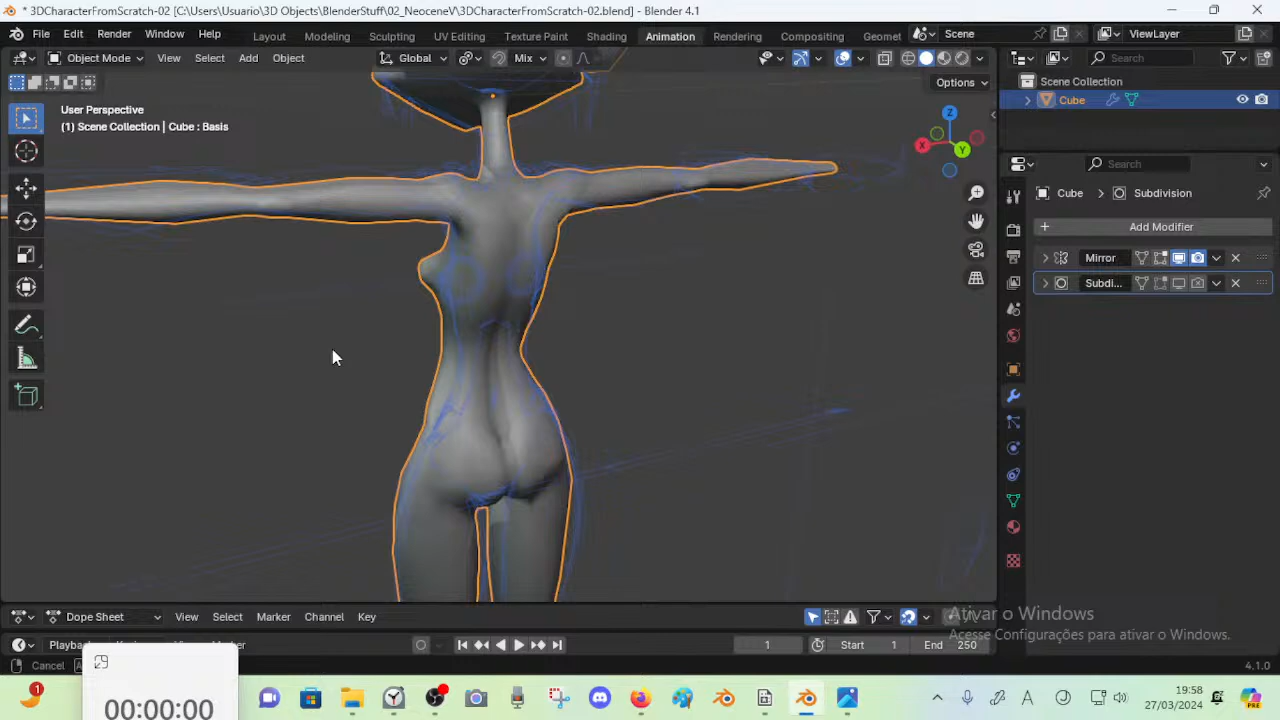 * 3DCharacterFromScratch-02 [C:\Users\Usuario\3D Objects\BlenderStuff\02_NeoceneV\3DCharacterFromScratch-02.blend] - Blender 4.1
File Edit Render Window Help Layout Modeling Sculpting UV Editing Texture Paint Shading Animation Rendering Compositing Geomet Scene ViewLayer
Object Mode View Select Add Object Global Mix Search
Options
Scene Collection
User Perspective
(1) Scene Collection | Cube : Basis
Cube
Z
X
Y
Search
Cube Subdivision
Add Modifier
Mirror
Subdi...
Dope Sheet View Select Marker Channel Key
Ativar o Windows
Acesse Configurações para ativar o Windows.
Playba 1 Start 1 End 250
Cancel 4.1.0
00:00:00
1
A
19:58
27/03/2024
PRE